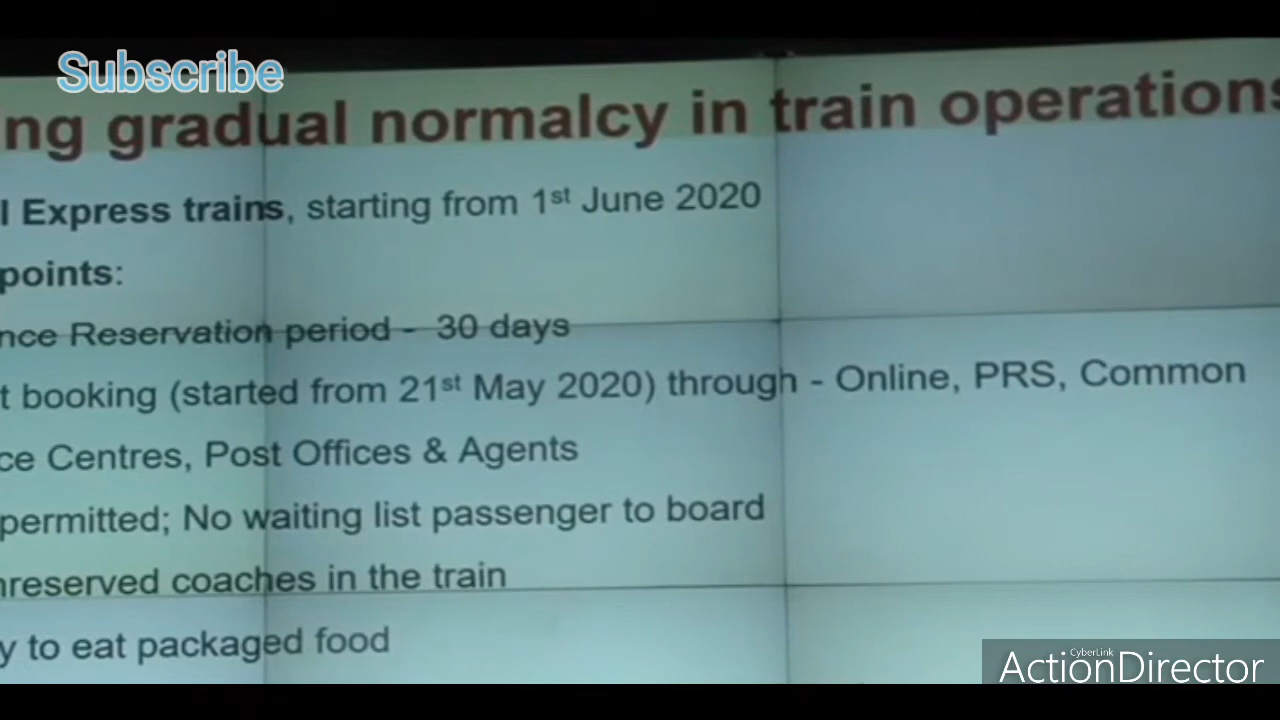 Subscribe
ng gradual normalcy in train operations
l Express trains, starting from 1st June 2020
points:
nce Reservation period - 30 days
t booking (started from 21st May 2020) through - Online, PRS, Common
ce Centres, Post Offices & Agents
permitted; No waiting list passenger to board
nreserved coaches in the train
y to eat packaged food
CyberLink
ActionDirector